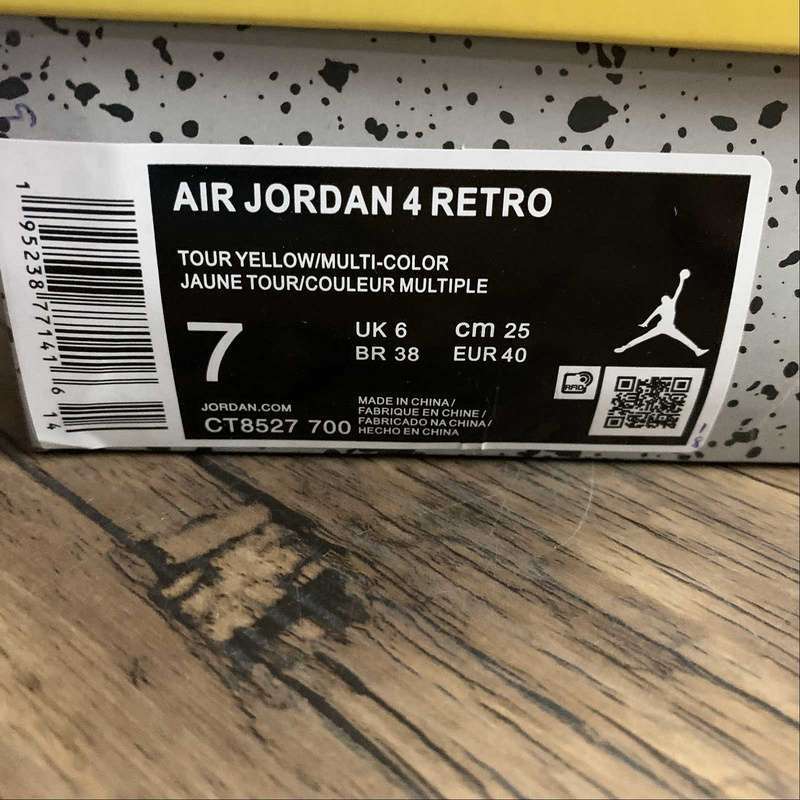 AIR JORDAN 4 RETRO
TOUR YELLOW/MULTI-COLOR
JAUNE TOUR/COULEUR MULTIPLE
7
UK 6 cm 25
BR 38 EUR 40
JORDAN.COM
CT8527 700
MADE IN CHINA/
FABRIQUE EN CHINE/
FABRICADO NA CHINA/
HECHO EN CHINA
RFID
1 95238 77141 6 14